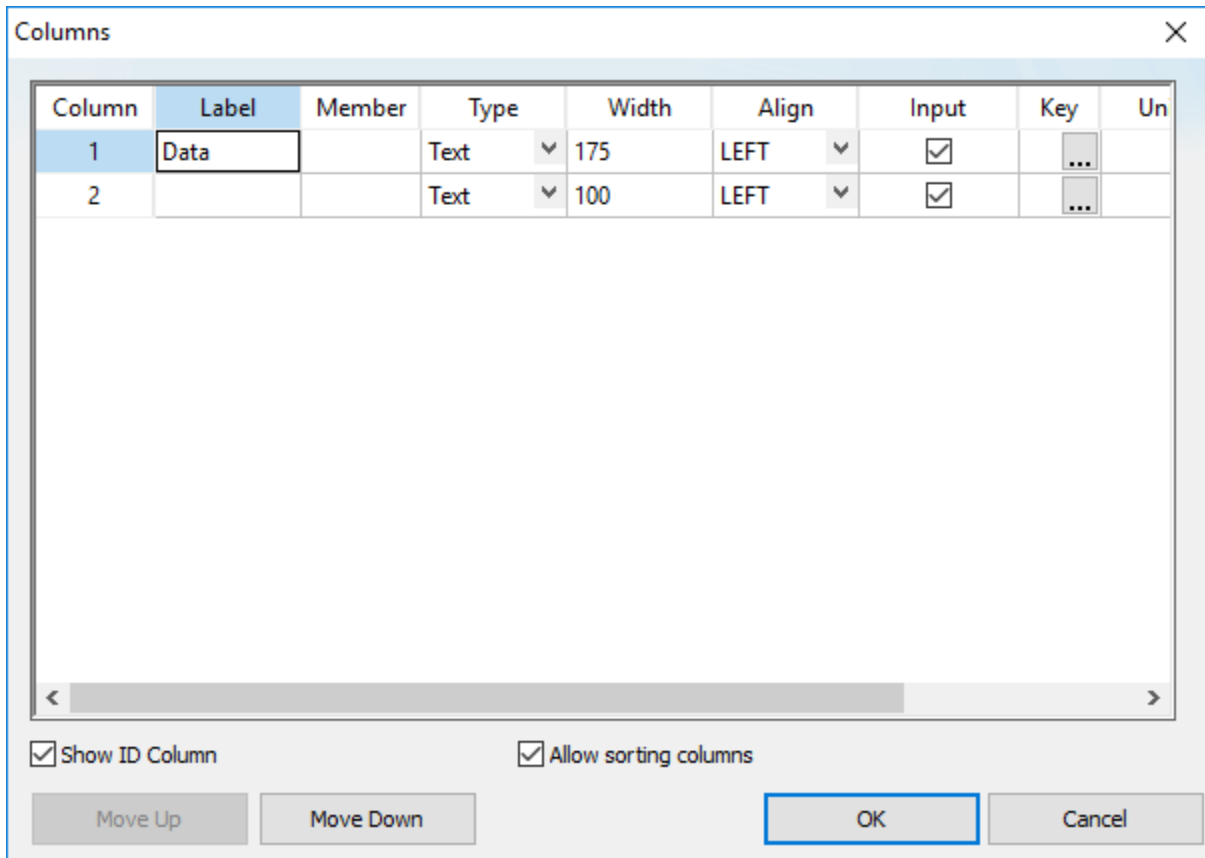 Columns
Column Label Member Type Width Align Input Key Un
1 Data Text 175 LEFT ...
2 Text 100 LEFT ...
Show ID Column Allow sorting columns
Move Up Move Down OK Cancel